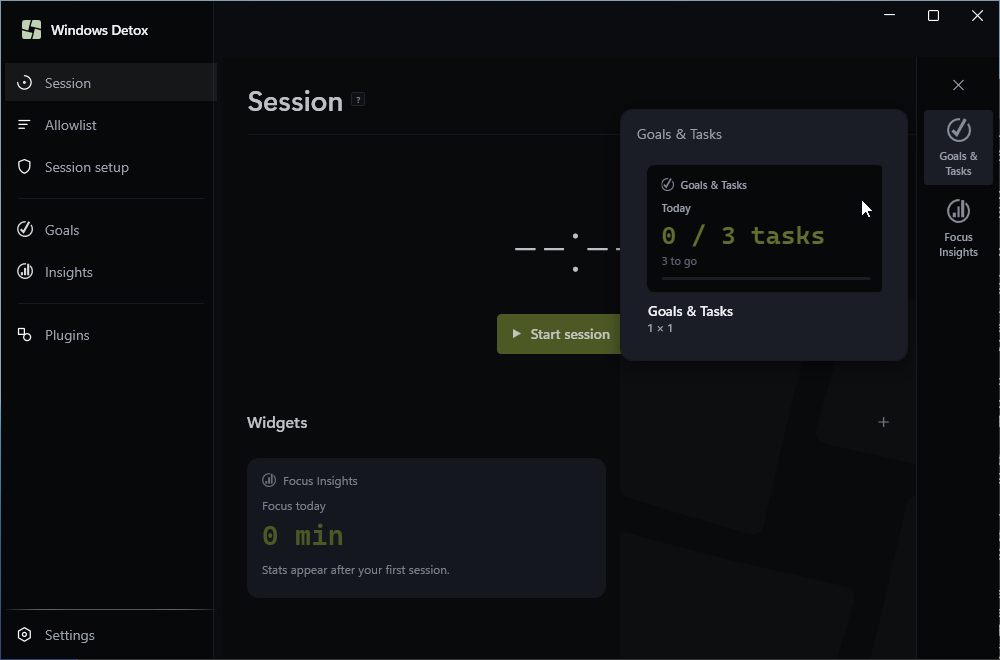 Windows Detox
Session
Allowlist
Session setup
Goals
Insights
Plugins
Settings
Session ?
--:-
Start session
Widgets
Focus Insights
Focus today
0 min
Stats appear after your first session.
Goals & Tasks
Goals & Tasks
Today
0 / 3 tasks
3 to go
Goals & Tasks
1 × 1
Goals &
Tasks
Focus
Insights